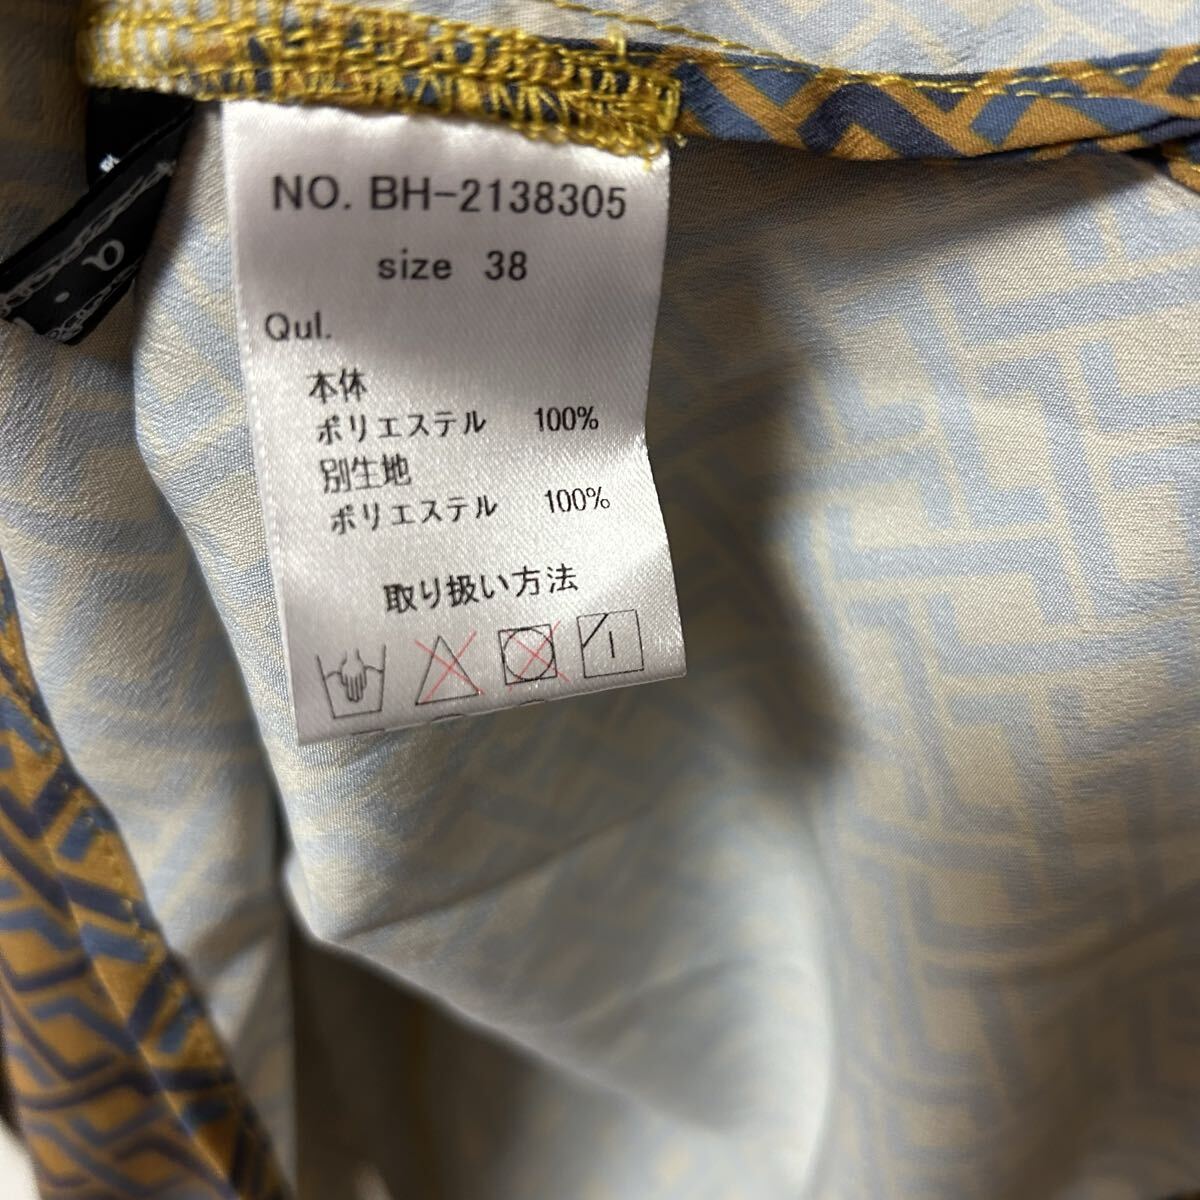 NO. BH-2138305
size 38
Qul.
本体
ポリエステル 100%
別生地
ポリエステル 100%
取り扱い方法